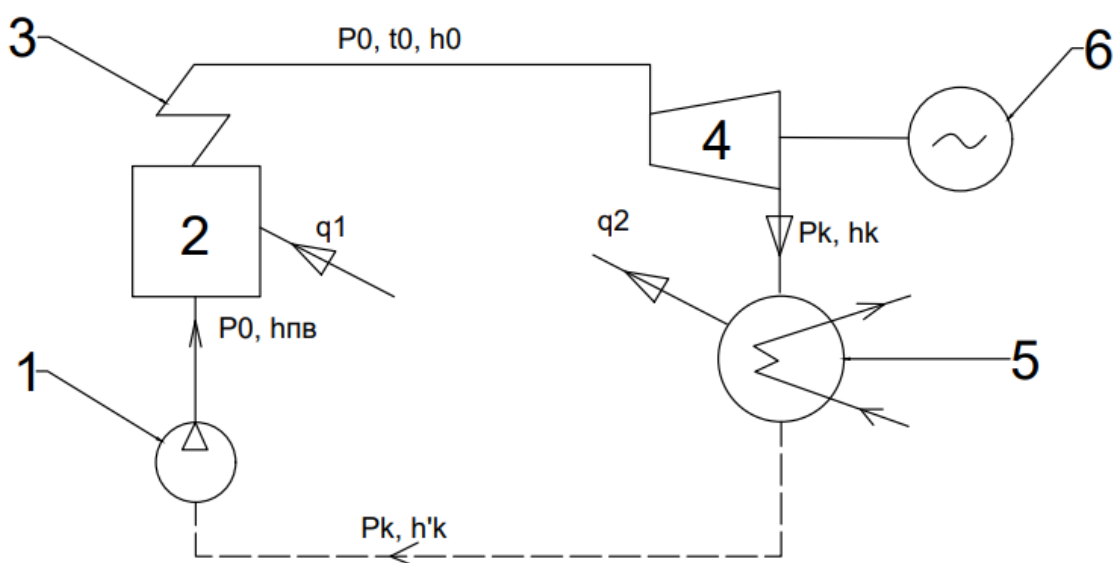 3
P0, t0, h0
6
4
q1
q2
2
Pk, hk
P0, hпв
1
5
Pk, h'k